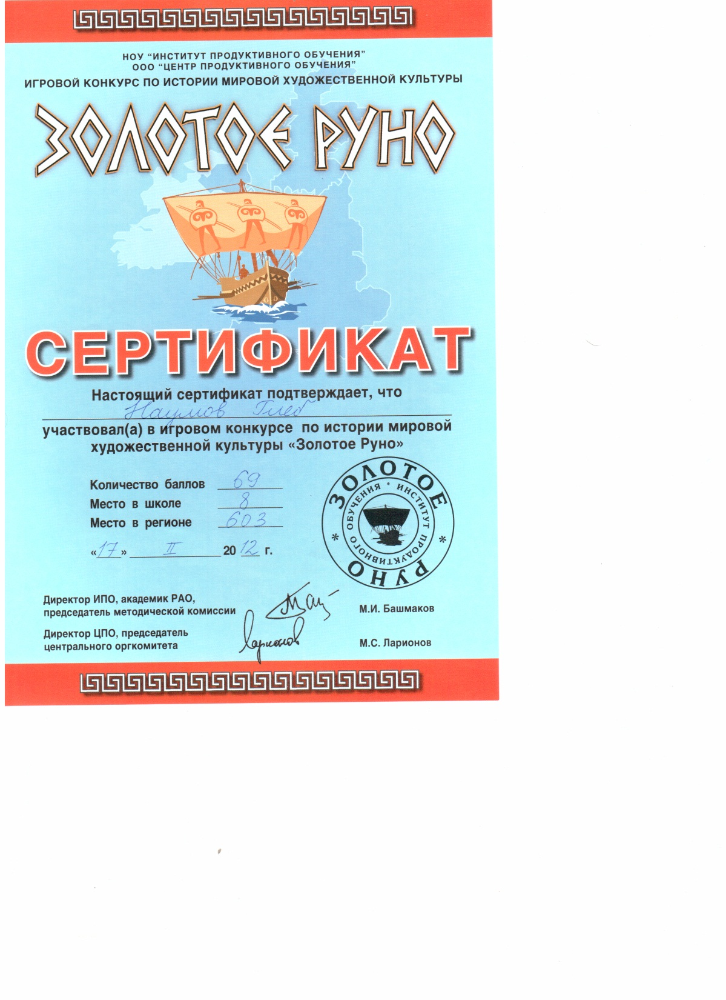 НОУ “ИНСТИТУТ ПРОДУКТИВНОГО ОБУЧЕНИЯ”
ООО “ЦЕНТР ПРОДУКТИВНОГО ОБУЧЕНИЯ”
ИГРОВОЙ КОНКУРС ПО ИСТОРИИ МИРОВОЙ ХУДОЖЕСТВЕННОЙ КУЛЬТУРЫ
ЗОЛОТОЕ РУНО
СЕРТИФИКАТ
Настоящий сертификат подтверждает, что
Наумов Глеб
участвовал(а) в игровом конкурсе по истории мировой
художественной культуры «Золотое Руно»
Количество баллов 69
Место в школе 8
Место в регионе 603
«17» II 2012 г.
ЗОЛОТОЕ * РУНО *
ИНСТИТУТ ПРОДУКТИВНОГО ОБУЧЕНИЯ *
Директор ИПО, академик РАО,
председатель методической комиссии М.И. Башмаков
Директор ЦПО, председатель
центрального оргкомитета Ларионов М.С. Ларионов